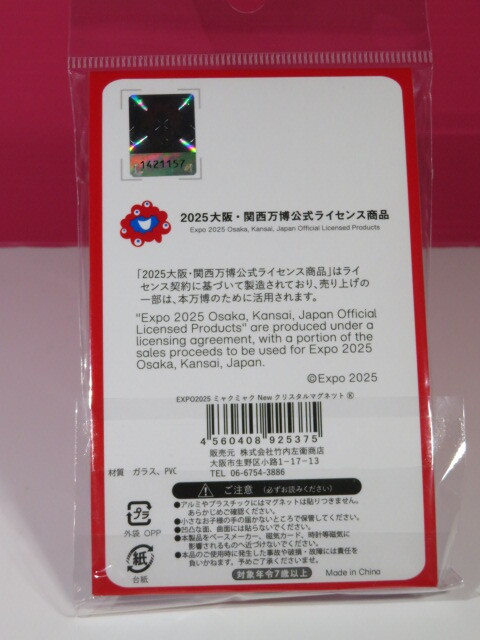 1421157
2025大阪・関西万博公式ライセンス商品
Expo 2025 Osaka, Kansai, Japan Official Licensed Products
「2025大阪・関西万博公式ライセンス商品」はライ
センス契約に基づいて製造されており、売り上げの
一部は、本万博のために活用されます。
"Expo 2025 Osaka, Kansai, Japan Official
Licensed Products" are produced under a
licensing agreement, with a portion of the
sales proceeds to be used for Expo 2025
Osaka, Kansai, Japan.
©Expo 2025
EXPO2025 ミャクミャク New クリスタルマグネット Ⓚ
4 560408 925375
販売元 株式会社竹内左衛商店
大阪市生野区小路1-17-13
TEL 06-6754-3886
材質 ガラス、PVC
ご注意 (必ずお読みください)
●アルミやプラスチックにはマグネットは貼りつきません。
あらかじめご確認ください。
●小さなお子様の手の届かないところで保管してください。
●凹凸な面、曲面には貼らないでください。
●本製品をペースメーカー、磁気カード、時計等磁気に
影響されるものへ近づけないでください。
●本品のご使用時に発生した事故や破損・故障には責任を
負いかねます。予めご了承くださいませ。
プラ
外袋 OPP
紙
台紙
対象年令7歳以上
Made in China